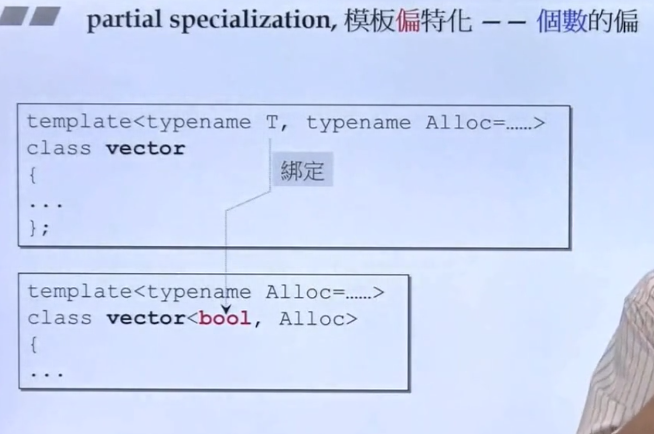 partial specialization, 模板偏特化 —— 個數的偏
template<typename T, typename Alloc=……>
class vector
{
綁定
...
};
template<typename Alloc=……>
class vector<bool, Alloc>
{
...